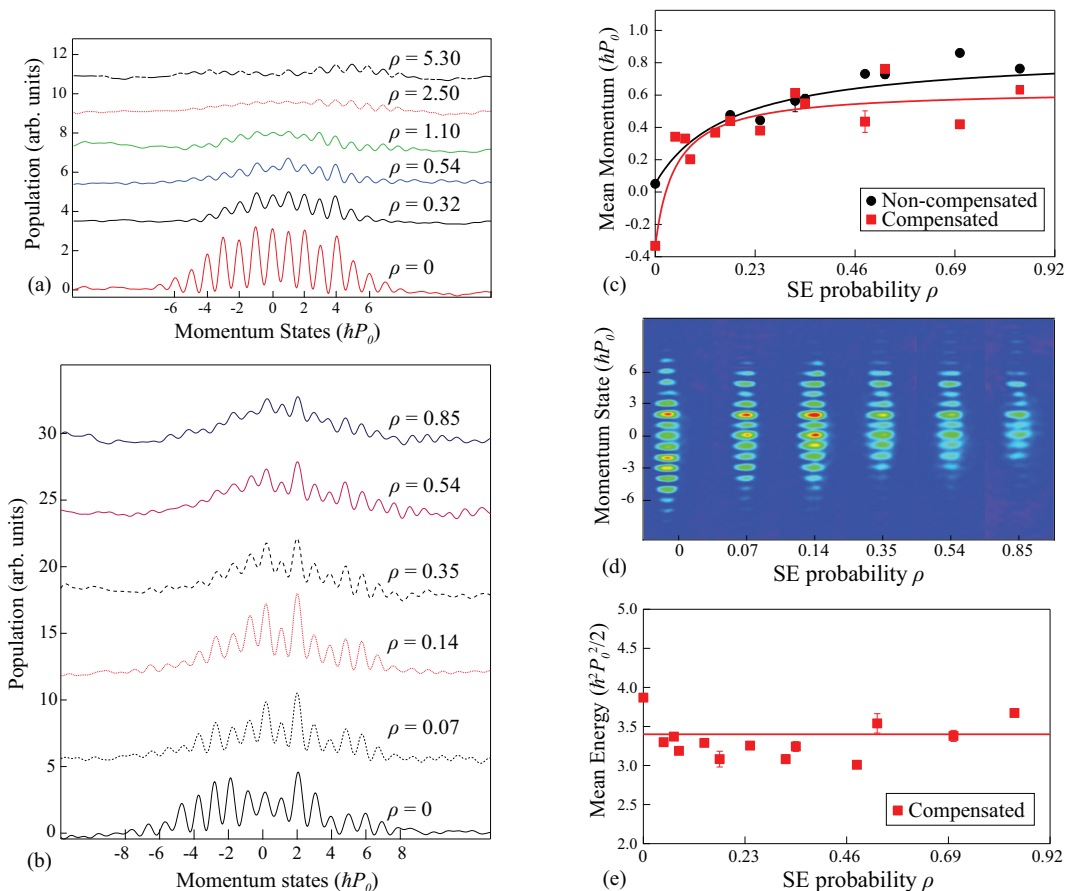 12
10
8
6
4
2
0
Population (arb. units)
ρ = 5.30
ρ = 2.50
ρ = 1.10
ρ = 0.54
ρ = 0.32
ρ = 0
(a)
-6 -4 -2 0 2 4 6
Momentum States (ħP₀)
30
25
20
15
10
5
0
Population (arb. units)
ρ = 0.85
ρ = 0.54
ρ = 0.35
ρ = 0.14
ρ = 0.07
ρ = 0
(b)
-8 -6 -4 -2 0 2 4 6 8
Momentum states (ħP₀)
1.0
0.8
0.6
0.4
0.2
0.0
-0.2
-0.4
Mean Momentum (ħP₀)
Non-compensated
Compensated
0 0.23 0.46 0.69 0.92
(c)
SE probability ρ
6
3
0
-3
-6
Momentum State (ħP₀)
0 0.07 0.14 0.35 0.54 0.85
(d)
SE probability ρ
5.0
4.5
4.0
3.5
3.0
2.5
2.0
Mean Energy (ħ²P₀²/2)
Compensated
0 0.23 0.46 0.69 0.92
(e)
SE probability ρ